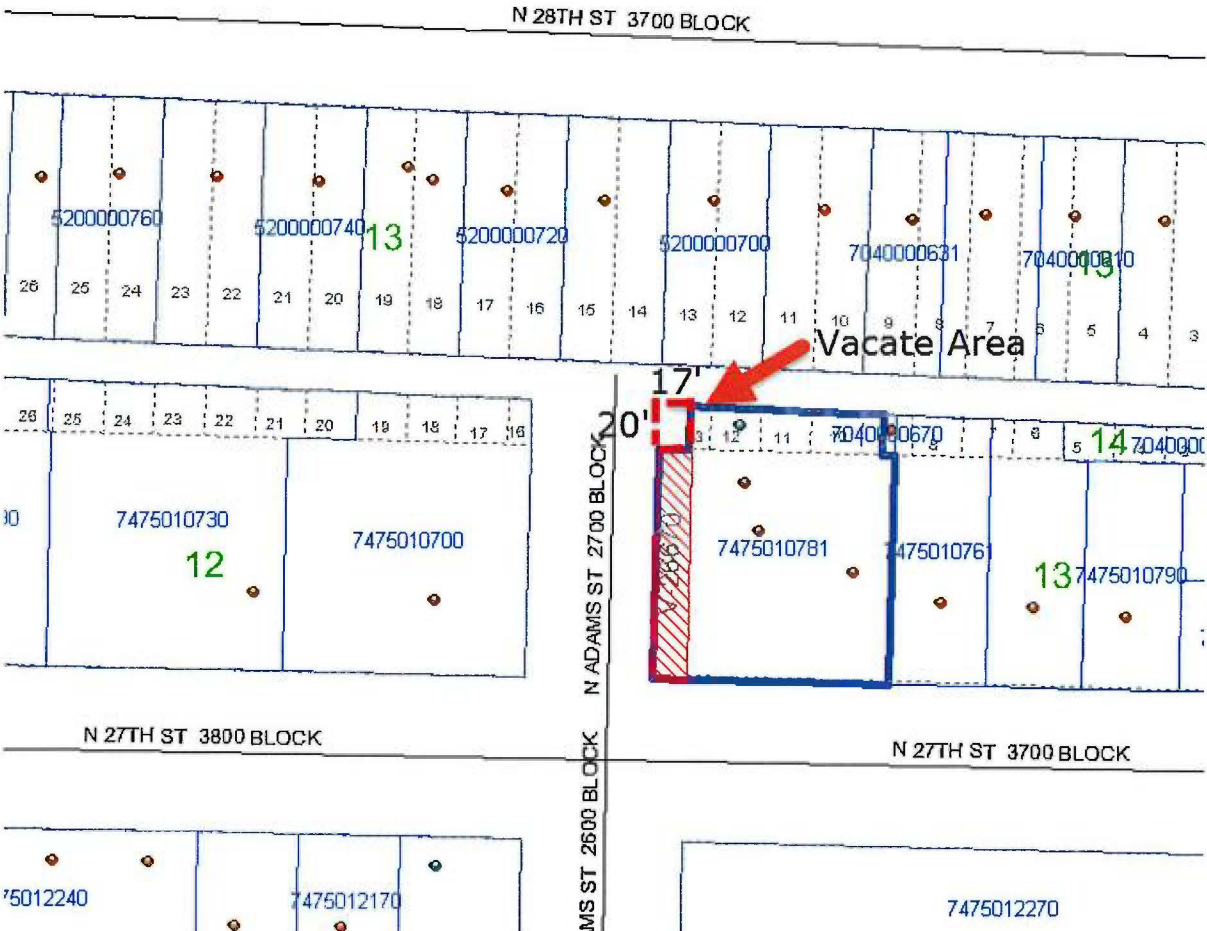 N 28TH ST 3700 BLOCK
5200000760
5200000740
13
5200000720
5200000700
7040000631
13
26 25 24 23 22 21 20 19 18 17 16 15 14 13 12 11 10 9 8 7 6 5 4 3
Vacate Area
17'
20'
26 25 24 23 22 21 20 19 18 17 16
12 11
7040000670
8 6 5
14
N ADAMS ST 2700 BLOCK
7475010730
12
7475010700
7475010781
7475010761
13
7475010790
N 27TH ST 3800 BLOCK
N 27TH ST 3700 BLOCK
MS ST 2600 BLOCK
75012240
7475012170
7475012270